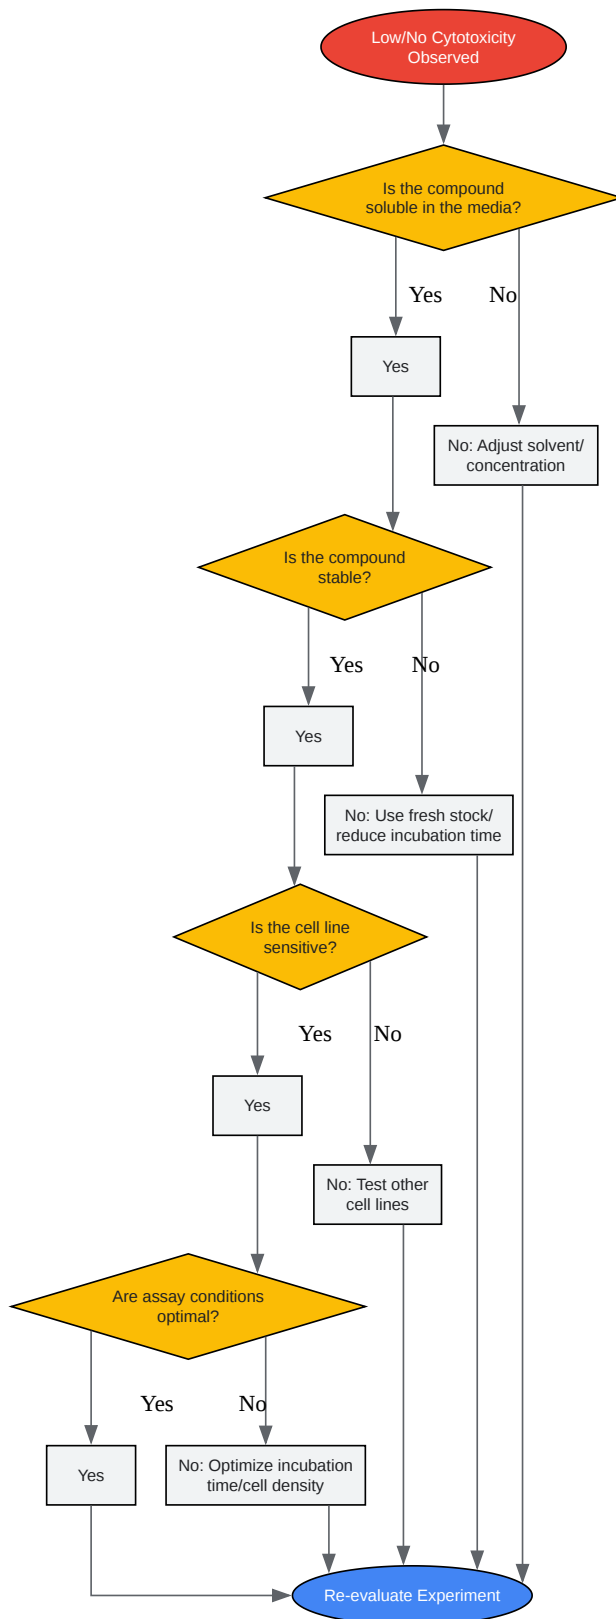 Low/No Cytotoxicity
Observed
Is the compound
soluble in the media?
Yes
No
Yes
No: Adjust solvent/
concentration
Is the compound
stable?
Yes
No
Yes
No: Use fresh stock/
reduce incubation time
Is the cell line
sensitive?
Yes
No
Yes
No: Test other
cell lines
Are assay conditions
optimal?
Yes
No
Yes
No: Optimize incubation
time/cell density
Re-evaluate Experiment